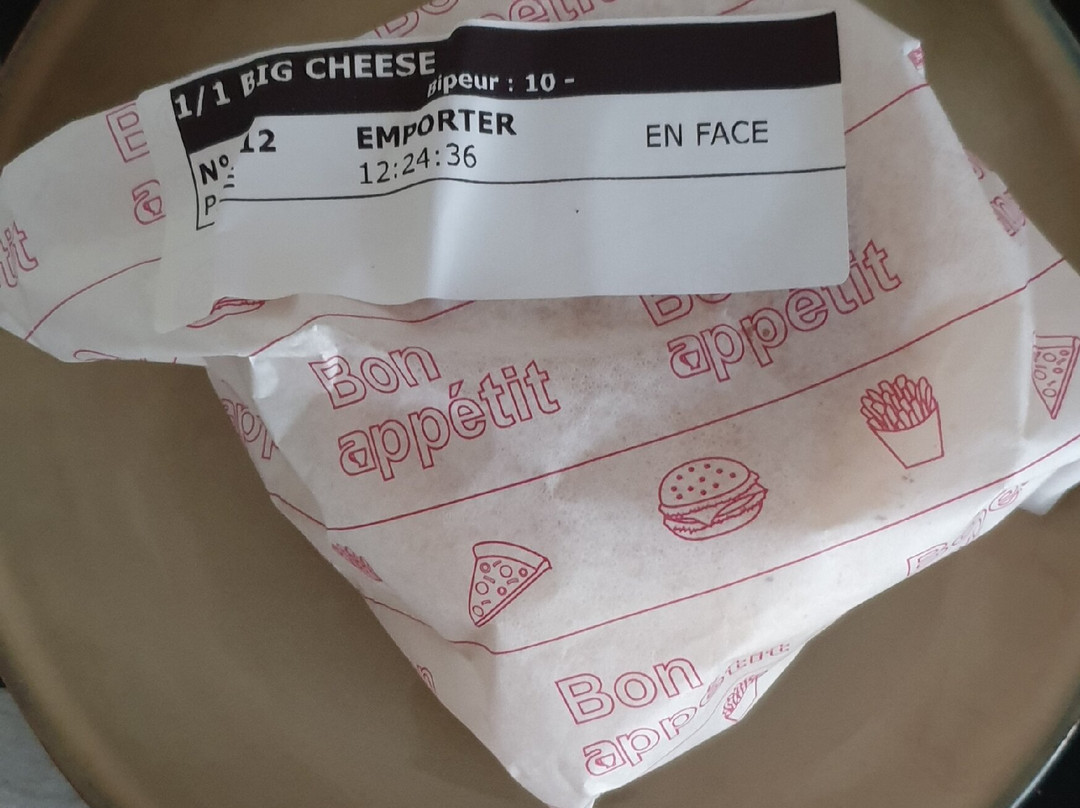 1/1 BIG CHEESE
Bipeur : 10 -
Nº 12 EMPORTER EN FACE
12:24:36
P
Bon
appétit
Bon
appétit
Bon
appétit